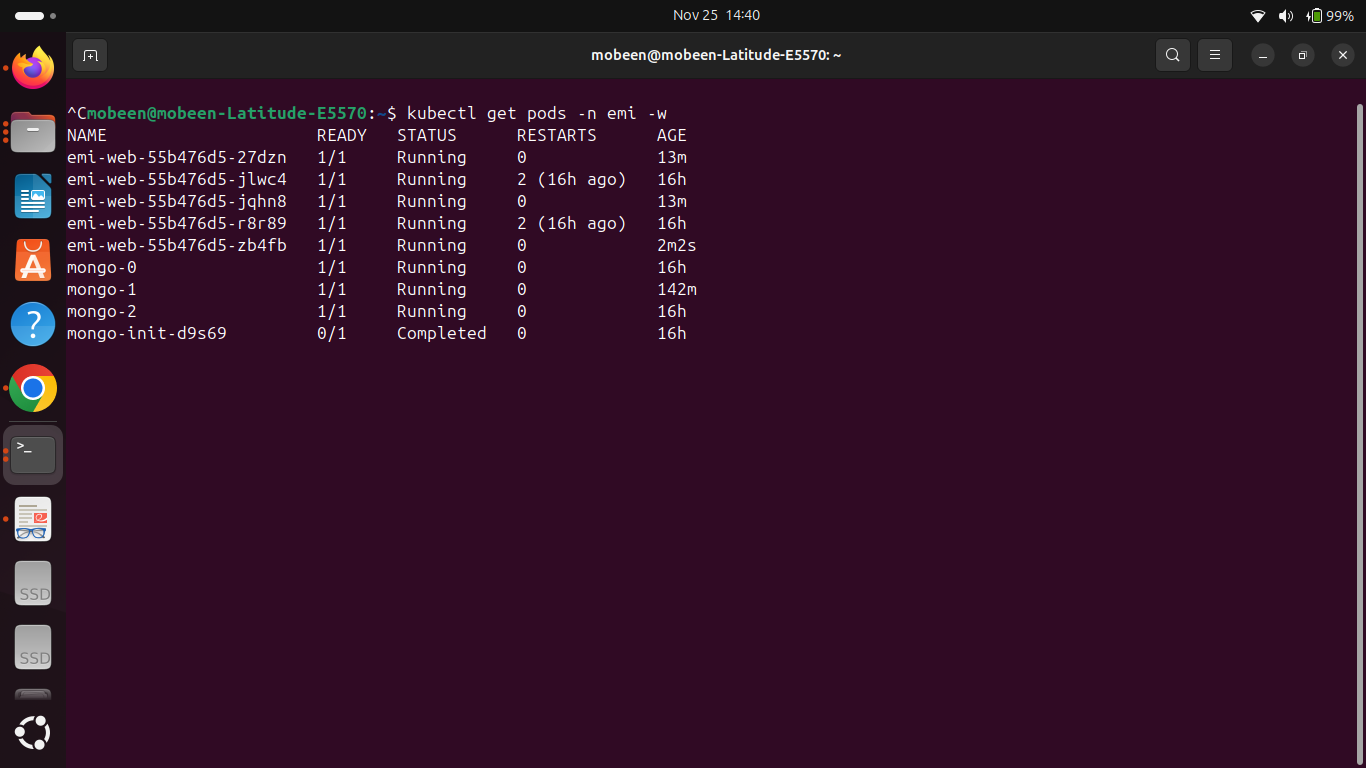 Nov 25 14:40
99%
mobeen@mobeen-Latitude-E5570: ~
^Cmobeen@mobeen-Latitude-E5570:~$ kubectl get pods -n emi -w
NAME READY STATUS RESTARTS AGE
emi-web-55b476d5-27dzn 1/1 Running 0 13m
emi-web-55b476d5-jlwc4 1/1 Running 2 (16h ago) 16h
emi-web-55b476d5-jqhn8 1/1 Running 0 13m
emi-web-55b476d5-r8r89 1/1 Running 2 (16h ago) 16h
emi-web-55b476d5-zb4fb 1/1 Running 0 2m2s
mongo-0 1/1 Running 0 16h
mongo-1 1/1 Running 0 142m
mongo-2 1/1 Running 0 16h
mongo-init-d9s69 0/1 Completed 0 16h
>_
SSD
SSD